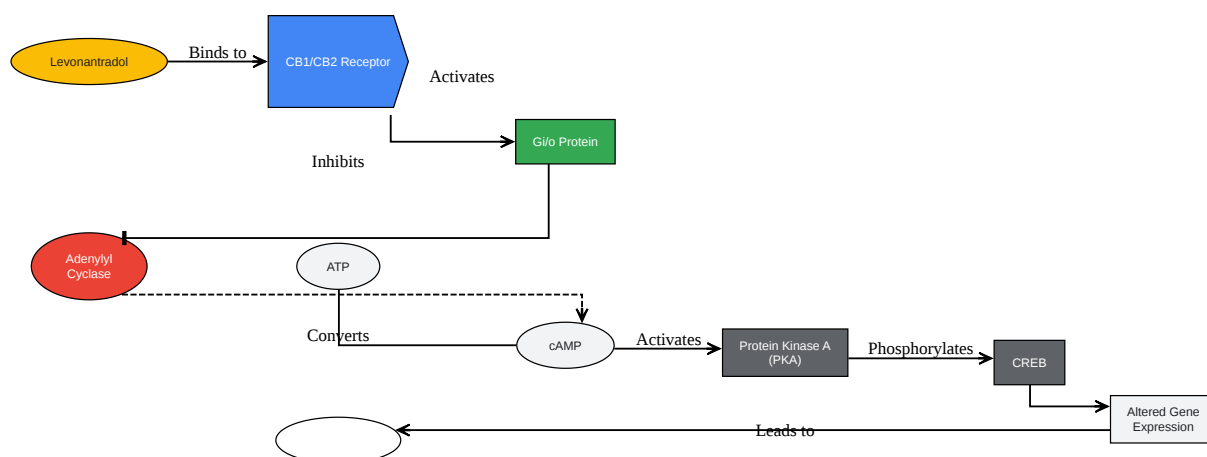 Levonantradol
Binds to
CB1/CB2 Receptor
Activates
Gi/o Protein
Inhibits
Adenylyl
Cyclase
ATP
Converts
cAMP
Activates
Protein Kinase A
(PKA)
Phosphorylates
CREB
Altered Gene
Expression
Leads to